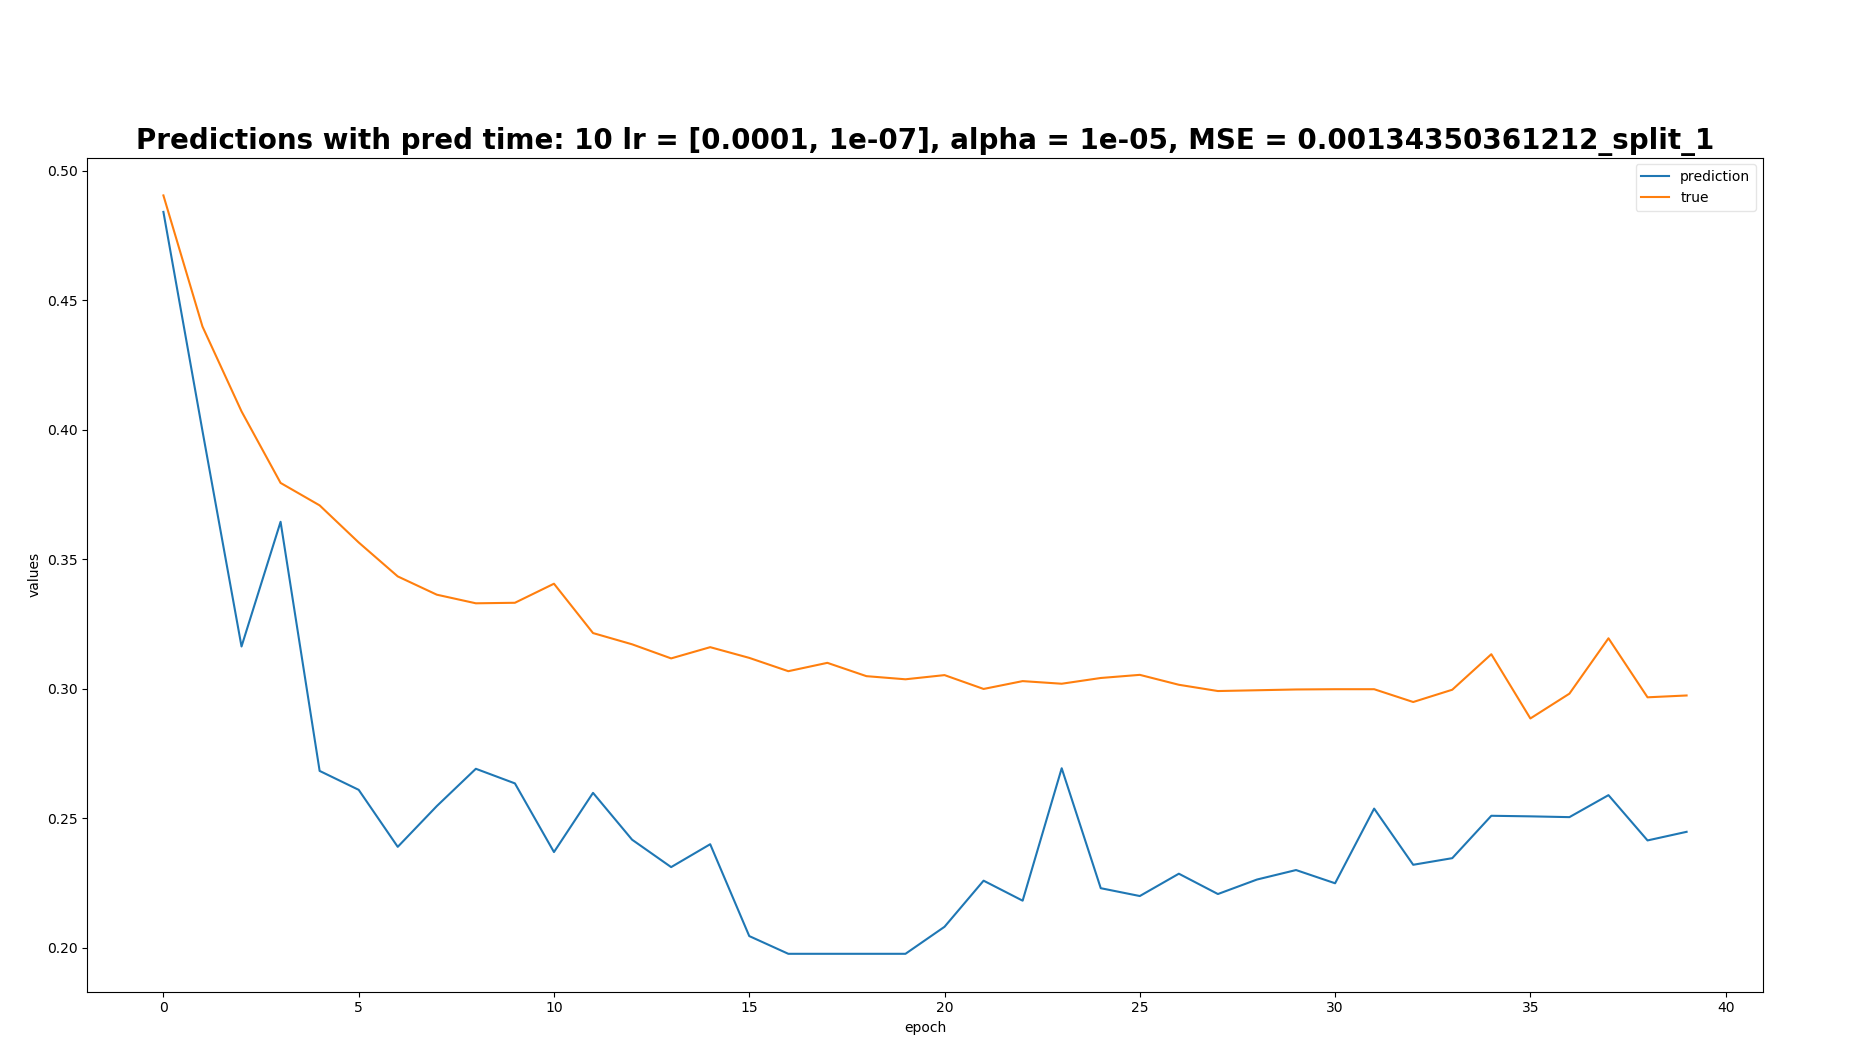 Predictions with pred time: 10 lr = [0.0001, 1e-07], alpha = 1e-05, MSE = 0.00134350361212_split_1
prediction
true
values
0.50
0.45
0.40
0.35
0.30
0.25
0.20
0 5 10 15 20 25 30 35 40
epoch